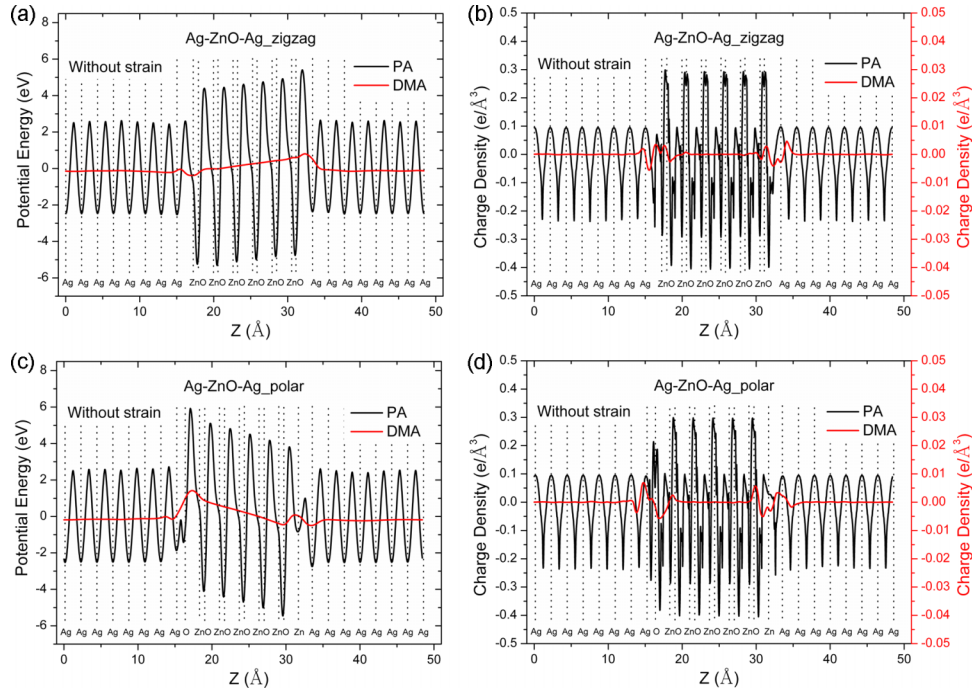 (a)
Ag-ZnO-Ag_zigzag
Without strain
PA
DMA
8
6
4
2
0
-2
-4
-6
Potential Energy (eV)
Ag Ag Ag Ag Ag Ag Ag ZnO ZnO ZnO ZnO ZnO ZnO Ag Ag Ag Ag Ag Ag Ag
0 10 20 30 40 50
Z (Å)
(b)
Ag-ZnO-Ag_zigzag
Without strain
PA
DMA
0.5
0.4
0.3
0.2
0.1
0.0
-0.1
-0.2
-0.3
-0.4
-0.5
Charge Density (e/Å³)
0.05
0.04
0.03
0.02
0.01
0.00
-0.01
-0.02
-0.03
-0.04
-0.05
Charge Density (e/Å³)
Ag Ag Ag Ag Ag Ag Ag ZnO ZnO ZnO ZnO ZnO ZnO Ag Ag Ag Ag Ag Ag Ag
0 10 20 30 40 50
Z (Å)
(c)
Ag-ZnO-Ag_polar
Without strain
PA
DMA
8
6
4
2
0
-2
-4
-6
Potential Energy (eV)
Ag Ag Ag Ag Ag Ag Ag O ZnO ZnO ZnO ZnO ZnO Zn Ag Ag Ag Ag Ag Ag Ag
0 10 20 30 40 50
Z (Å)
(d)
Ag-ZnO-Ag_polar
Without strain
PA
DMA
0.5
0.4
0.3
0.2
0.1
0.0
-0.1
-0.2
-0.3
-0.4
-0.5
Charge Density (e/Å³)
0.05
0.04
0.03
0.02
0.01
0.00
-0.01
-0.02
-0.03
-0.04
-0.05
Charge Density (e/Å³)
Ag Ag Ag Ag Ag Ag Ag O ZnO ZnO ZnO ZnO ZnO Zn Ag Ag Ag Ag Ag Ag Ag
0 10 20 30 40 50
Z (Å)